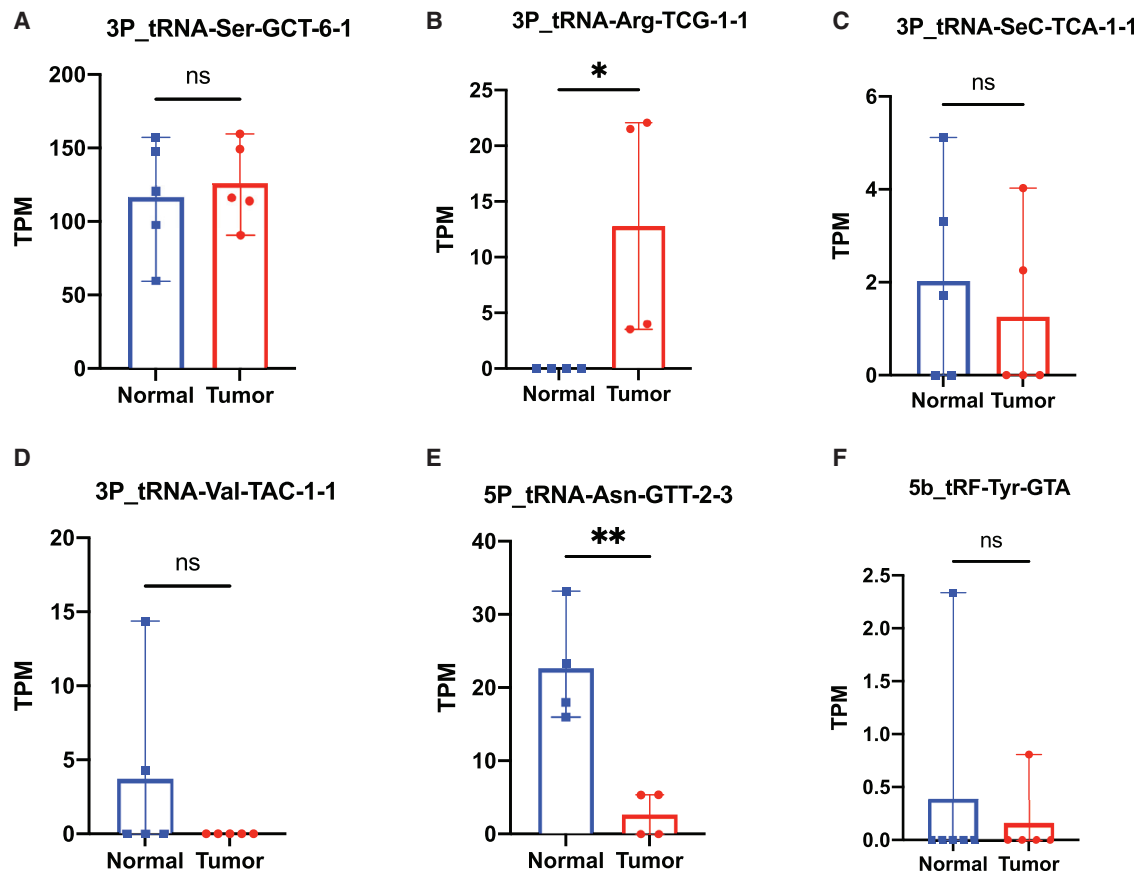 A
3P_tRNA-Ser-GCT-6-1
ns
200
150
100
50
0
TPM
Normal Tumor
B
3P_tRNA-Arg-TCG-1-1
*
25
20
15
10
5
0
TPM
Normal Tumor
C
3P_tRNA-SeC-TCA-1-1
ns
6
4
2
0
TPM
Normal Tumor
D
3P_tRNA-Val-TAC-1-1
ns
20
15
10
5
0
TPM
Normal Tumor
E
5P_tRNA-Asn-GTT-2-3
**
40
30
20
10
0
TPM
Normal Tumor
F
5b_tRF-Tyr-GTA
ns
2.5
2.0
1.5
1.0
0.5
0.0
TPM
Normal Tumor